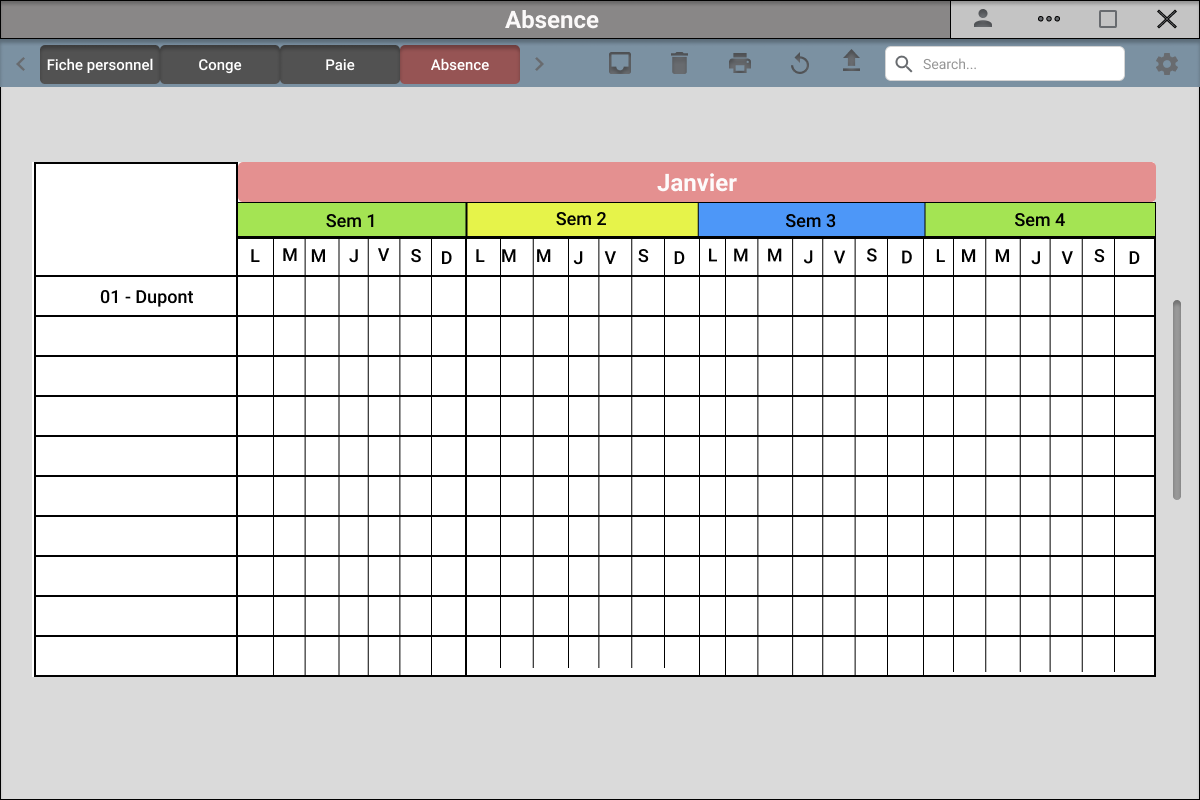 Absence
Fiche personnel Conge Paie Absence Search...
Janvier
Sem 1 Sem 2 Sem 3 Sem 4
L M M J V S D L M M J V S D L M M J V S D L M M J V S D
01 - Dupont